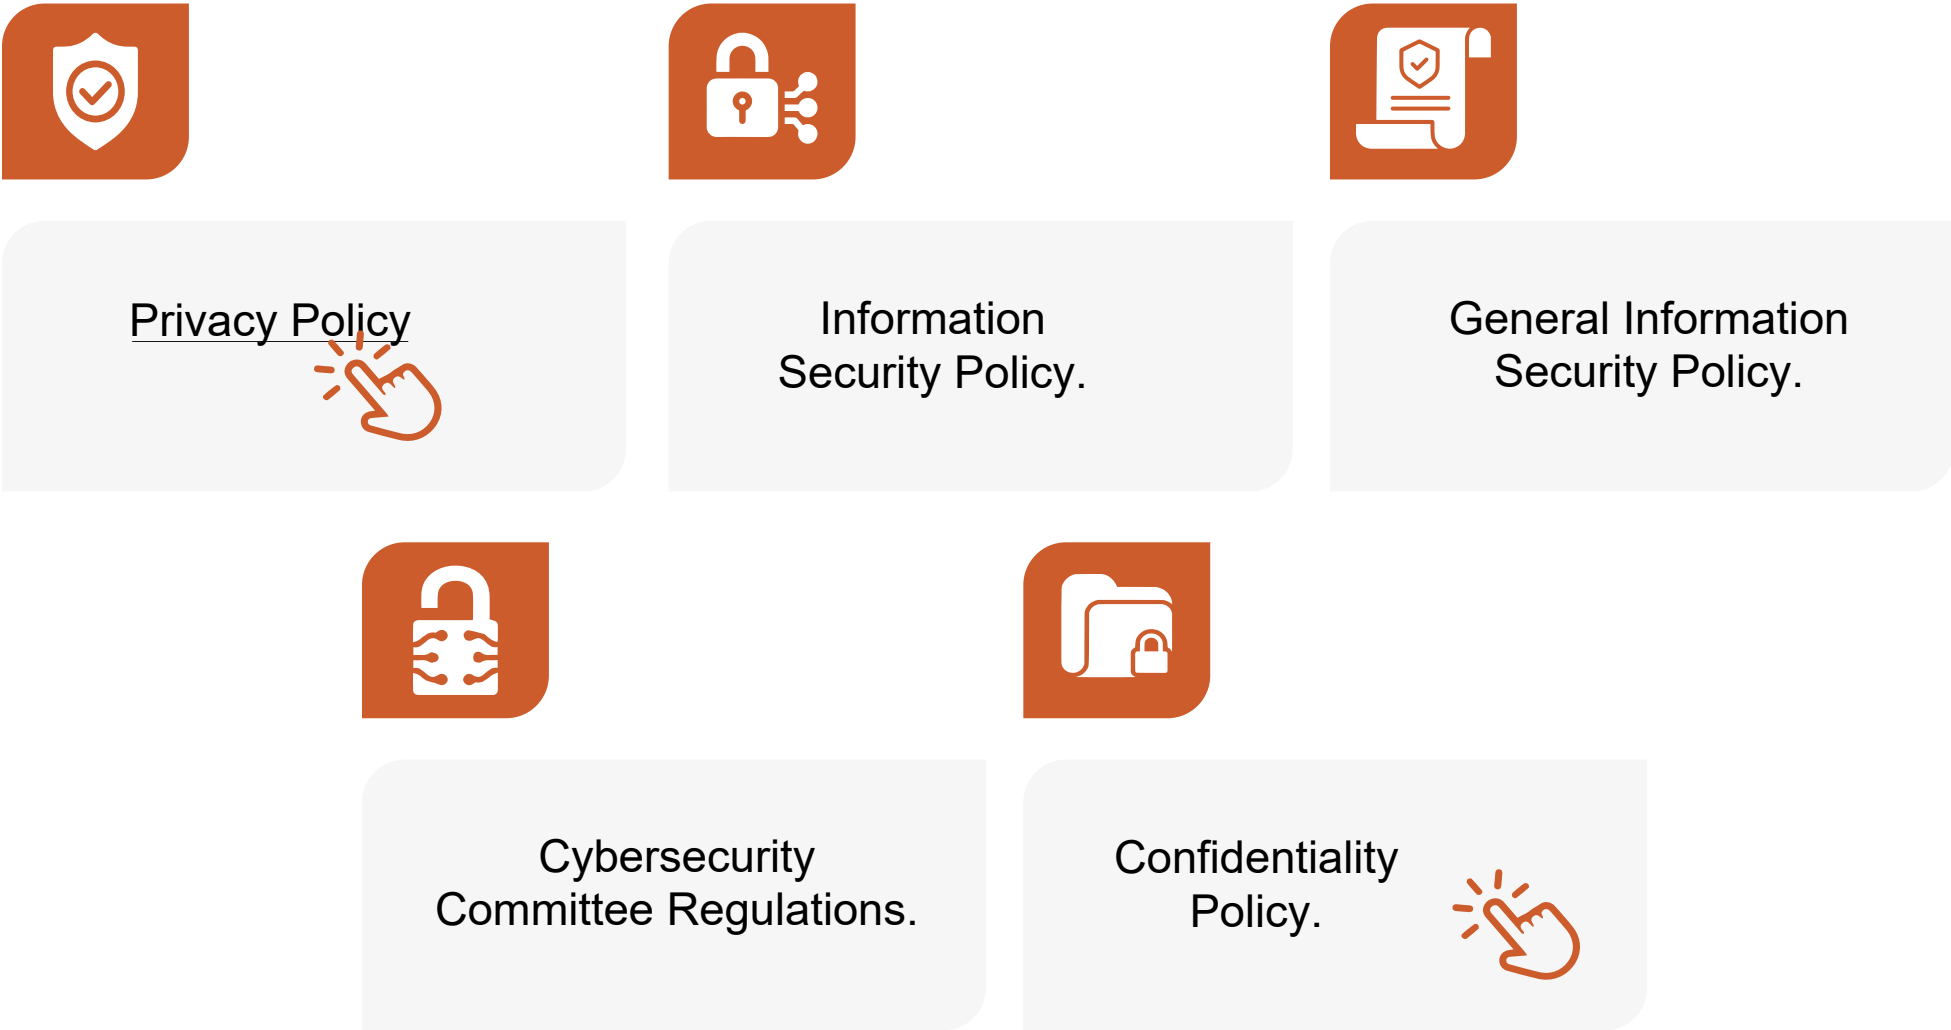 Privacy Policy
Information
Security Policy.
General Information
Security Policy.
Cybersecurity
Committee Regulations.
Confidentiality
Policy.